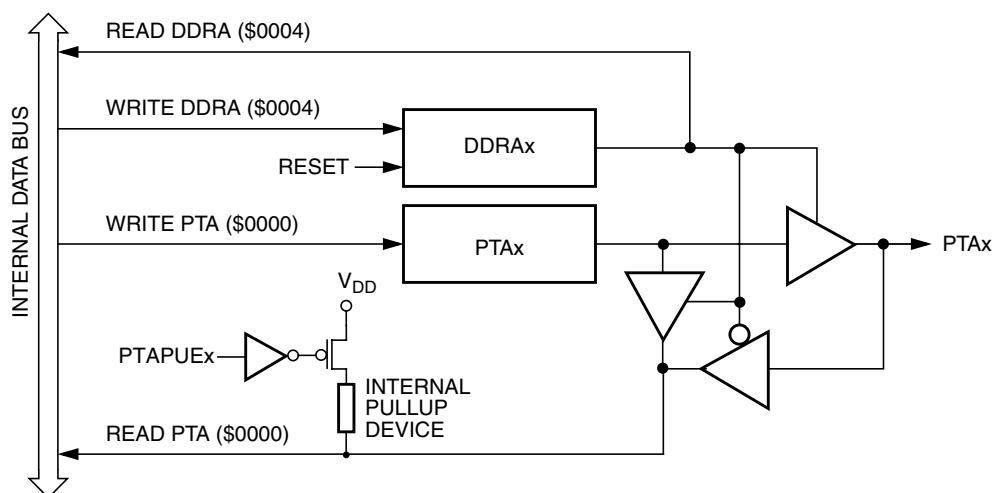 READ DDRA ($0004)
WRITE DDRA ($0004)
DDRAx
RESET
INTERNAL DATA BUS
WRITE PTA ($0000)
PTAx
PTAx
VDD
PTAPUEx
INTERNAL
PULLUP
DEVICE
READ PTA ($0000)